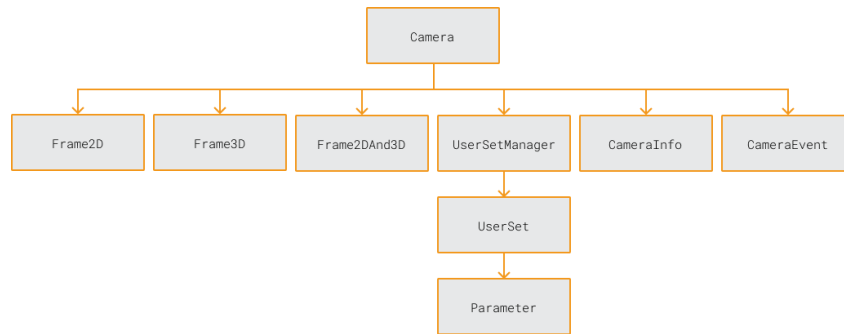 Camera
Frame2D
Frame3D
Frame2DAnd3D
UserSetManager
CameraInfo
CameraEvent
UserSet
Parameter